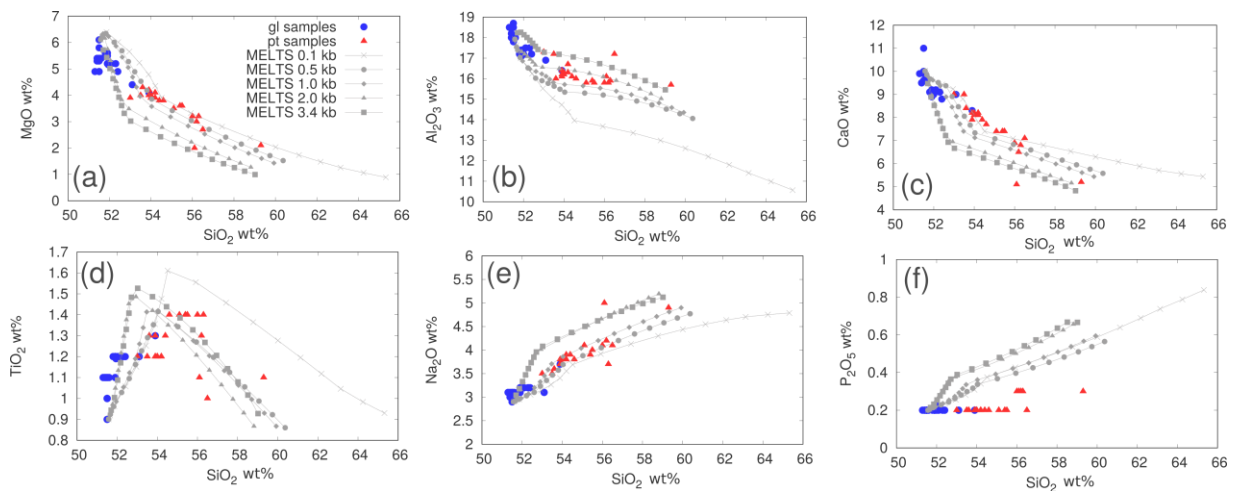 7
6
5
4
3
2
1
0
MgO wt%
(a)
gl samples
pt samples
MELTS 0.1 kb
MELTS 0.5 kb
MELTS 1.0 kb
MELTS 2.0 kb
MELTS 3.4 kb
50 52 54 56 58 60 62 64 66
SiO2 wt%
20
19
18
17
16
15
14
13
12
11
10
Al2O3 wt%
(b)
50 52 54 56 58 60 62 64 66
SiO2 wt%
12
11
10
9
8
7
6
5
4
CaO wt%
(c)
50 52 54 56 58 60 62 64 66
SiO2 wt%
1.7
1.6
1.5
1.4
1.3
1.2
1.1
1
0.9
0.8
TiO2 wt%
(d)
50 52 54 56 58 60 62 64 66
SiO2 wt%
6
5.5
5
4.5
4
3.5
3
2.5
2
Na2O wt%
(e)
50 52 54 56 58 60 62 64 66
SiO2 wt%
1
0.8
0.6
0.4
0.2
0
P2O5 wt%
(f)
50 52 54 56 58 60 62 64 66
SiO2 wt%